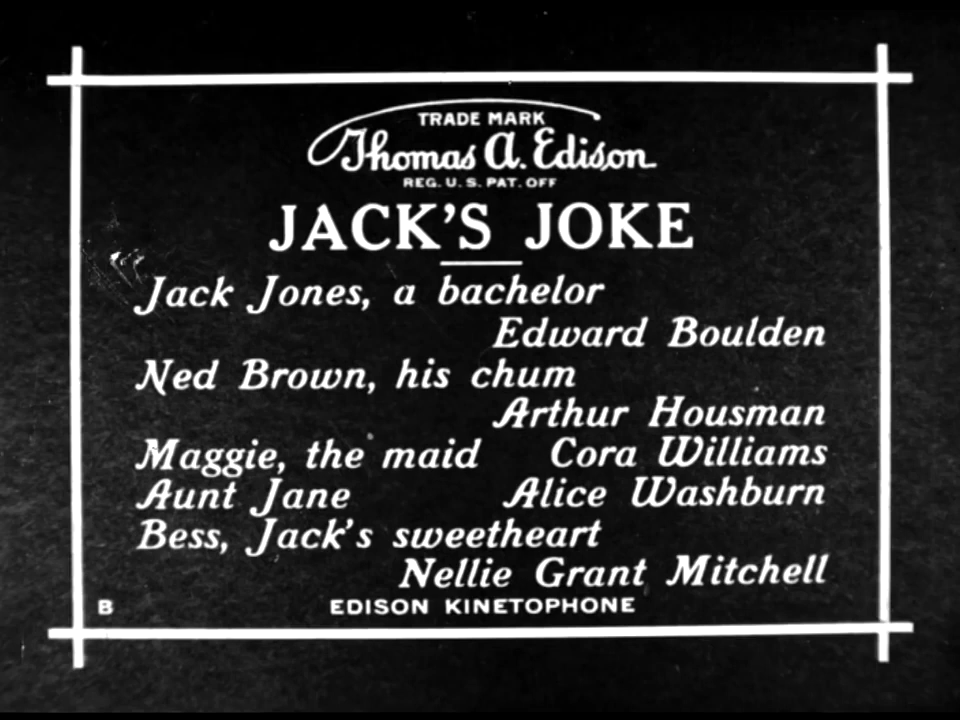 TRADE MARK
Thomas A. Edison
REG. U. S. PAT. OFF
JACK'S JOKE
Jack Jones, a bachelor
Edward Boulden
Ned Brown, his chum
Arthur Housman
Maggie, the maid Cora Williams
Aunt Jane Alice Washburn
Bess, Jack's sweetheart
Nellie Grant Mitchell
B EDISON KINETOPHONE